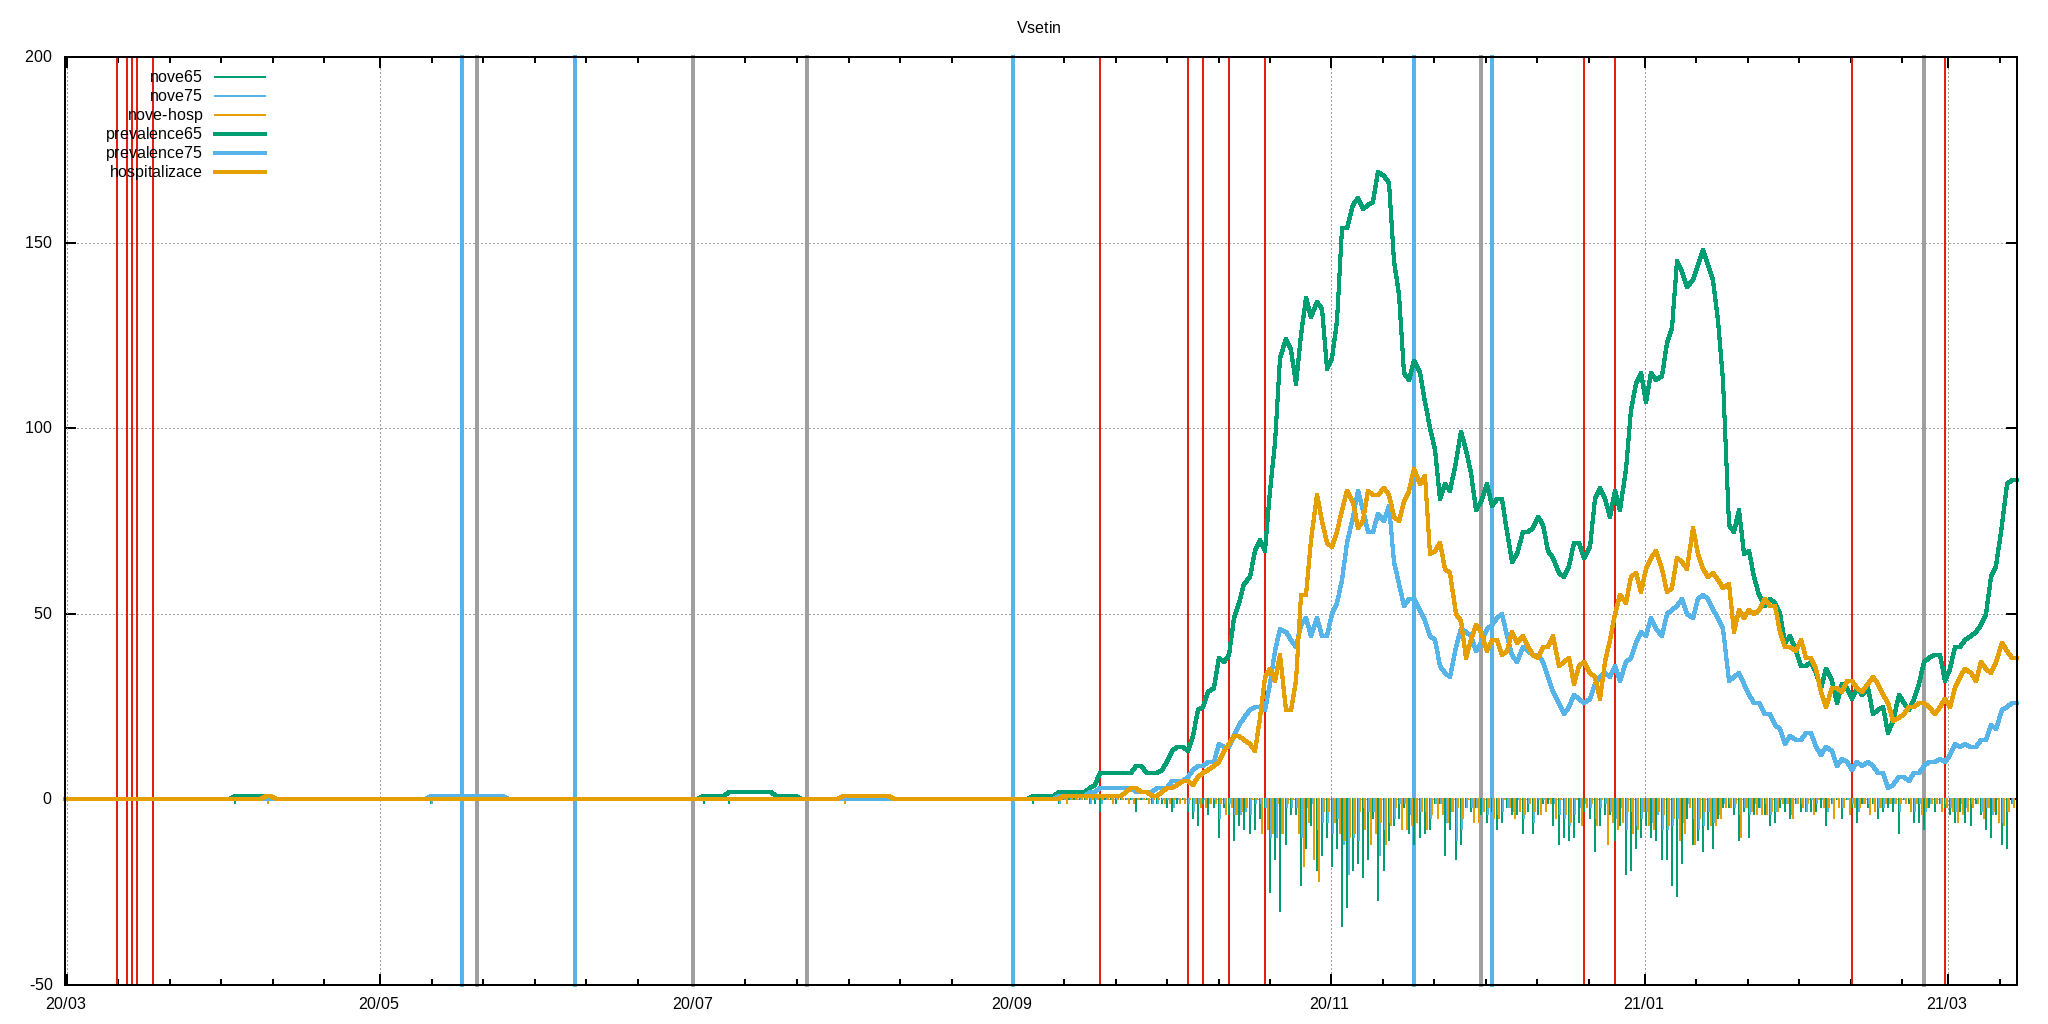 Vsetin
200
nove65
nove75
nove-hosp
prevalence65
prevalence75
hospitalizace
150
100
50
0
-50
20/03 20/05 20/07 20/09 20/11 21/01 21/03